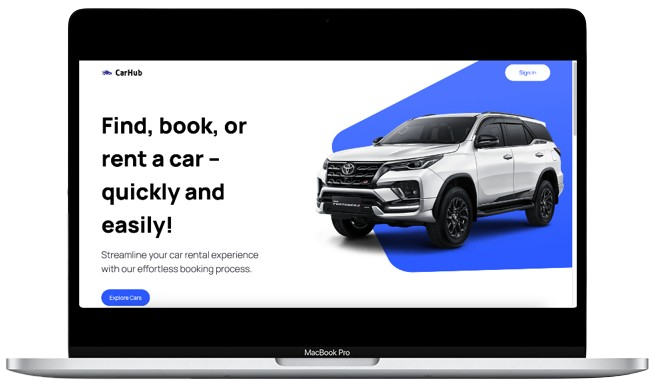 CarHub
Sign In
Find, book, or
rent a car –
quickly and
easily!
Streamline your car rental experience
with our effortless booking process.
Explore Cars
MacBook Pro